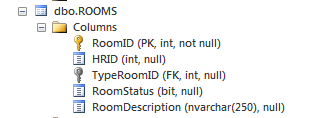 dbo.ROOMS
Columns
RoomID (PK, int, not null)
HRID (int, null)
TypeRoomID (FK, int, null)
RoomStatus (bit, null)
RoomDescription (nvarchar(250), null)